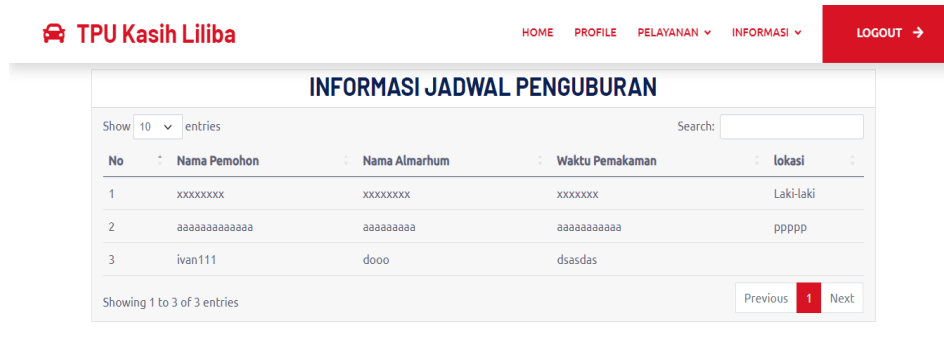 TPU Kasih Liliba HOME PROFILE PELAYANAN INFORMASI LOGOUT →
INFORMASI JADWAL PENGUBURAN
Show 10 entries Search:
No Nama Pemohon Nama Almarhum Waktu Pemakaman lokasi
1 xxxxxxxx xxxxxxxx xxxxxxx Laki-laki
2 aaaaaaaaaaaaa aaaaaaaaa aaaaaaaaaaa ppppp
3 ivan111 dooo dsasdas
Showing 1 to 3 of 3 entries Previous 1 Next